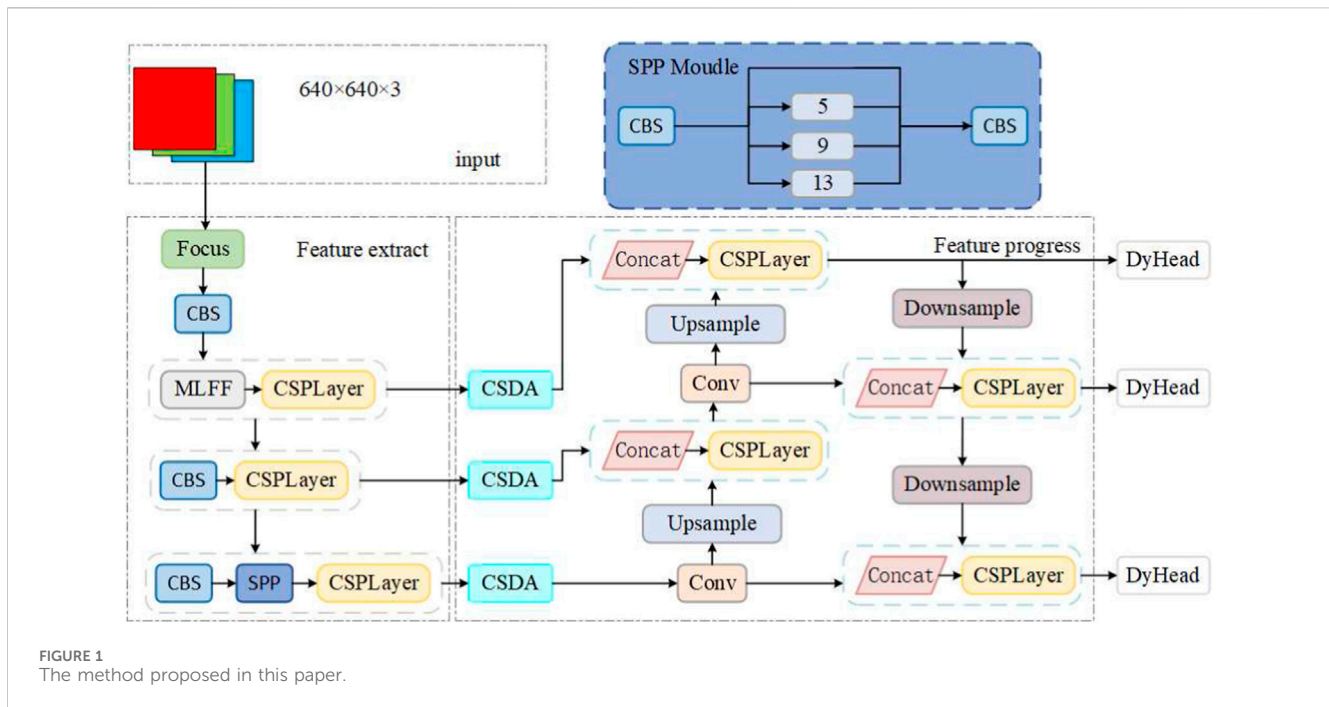 640×640×3
input
SPP Moudle
CBS
5
9
13
CBS
Feature extract
Focus
CBS
MLFF
CSPLayer
CBS
CSPLayer
CBS
SPP
CSPLayer
Feature progress
CSDA
CSDA
CSDA
Concat
CSPLayer
Upsample
Conv
Concat
CSPLayer
Upsample
Conv
Downsample
Concat
CSPLayer
Downsample
Concat
CSPLayer
DyHead
DyHead
DyHead
FIGURE 1
The method proposed in this paper.